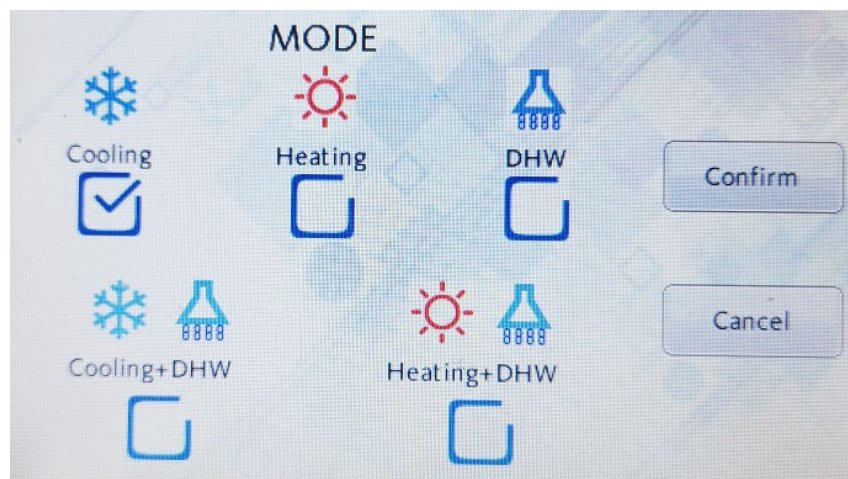 MODE
Cooling
Heating
DHW
Confirm
Cooling+DHW
Heating+DHW
Cancel